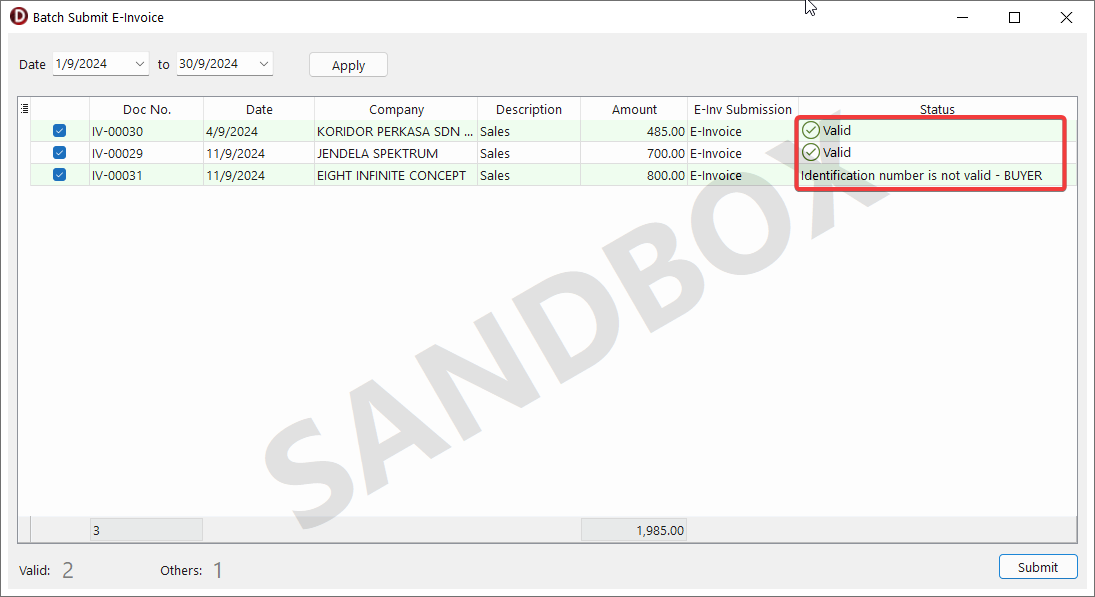 Batch Submit E-Invoice
Date 1/9/2024 to 30/9/2024 Apply
Doc No. Date Company Description Amount E-Inv Submission Status
IV-00030 4/9/2024 KORIDOR PERKASA SDN ... Sales 485.00 E-Invoice Valid
IV-00029 11/9/2024 JENDELA SPEKTRUM Sales 700.00 E-Invoice Valid
IV-00031 11/9/2024 EIGHT INFINITE CONCEPT Sales 800.00 E-Invoice Identification number is not valid - BUYER
SANDBOX
3 1,985.00
Valid: 2 Others: 1 Submit